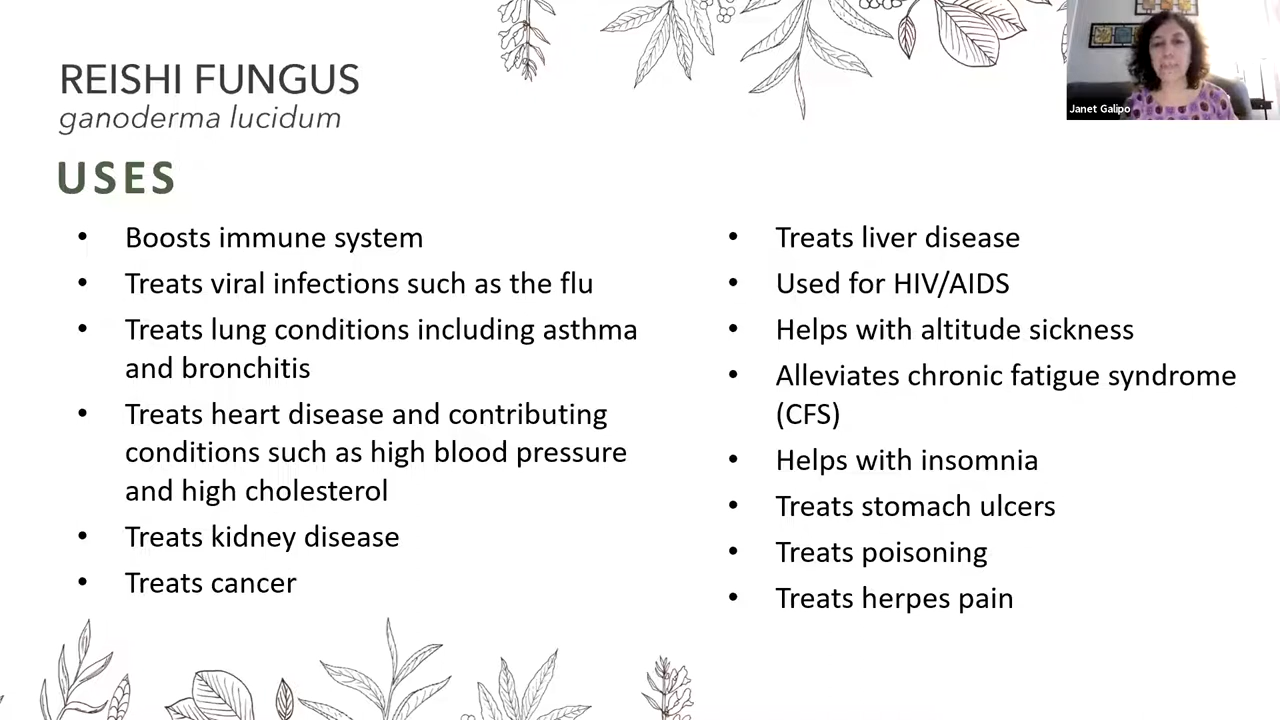 REISHI FUNGUS
ganoderma lucidum
USES
• Boosts immune system
• Treats viral infections such as the flu
• Treats lung conditions including asthma
and bronchitis
• Treats heart disease and contributing
conditions such as high blood pressure
and high cholesterol
• Treats kidney disease
• Treats cancer
• Treats liver disease
• Used for HIV/AIDS
• Helps with altitude sickness
• Alleviates chronic fatigue syndrome
(CFS)
• Helps with insomnia
• Treats stomach ulcers
• Treats poisoning
• Treats herpes pain
Janet Galipo